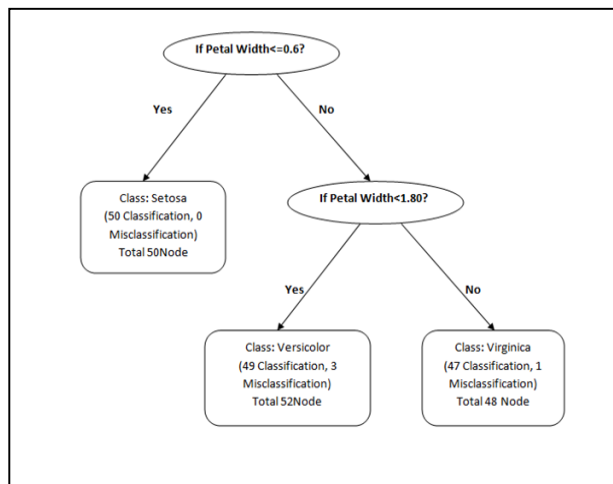 If Petal Width<=0.6?
Yes
No
Class: Setosa
(50 Classification, 0
Misclassification)
Total 50Node
If Petal Width<1.80?
Yes
No
Class: Versicolor
(49 Classification, 3
Misclassification)
Total 52Node
Class: Virginica
(47 Classification, 1
Misclassification)
Total 48 Node